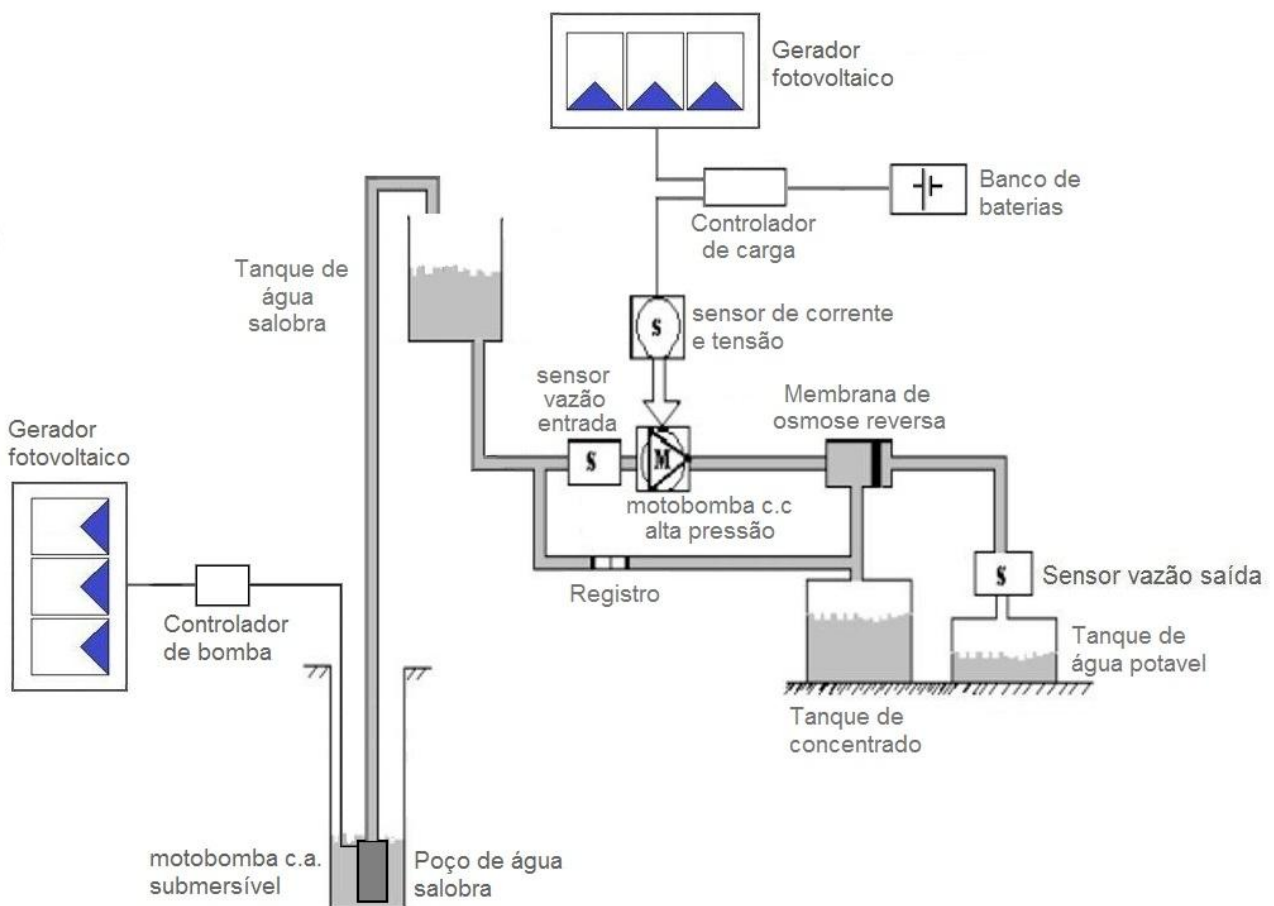 Gerador
fotovoltaico
Banco de
baterias
Controlador
de carga
Tanque de
água
salobra
sensor de corrente
e tensão
S
sensor
vazão
entrada
Membrana de
osmose reversa
Gerador
fotovoltaico
S
M
motobomba c.c
alta pressão
S
Sensor vazão saída
Registro
Controlador
de bomba
Tanque de
água potavel
Tanque de
concentrado
motobomba c.a.
submersível
Poço de água
salobra